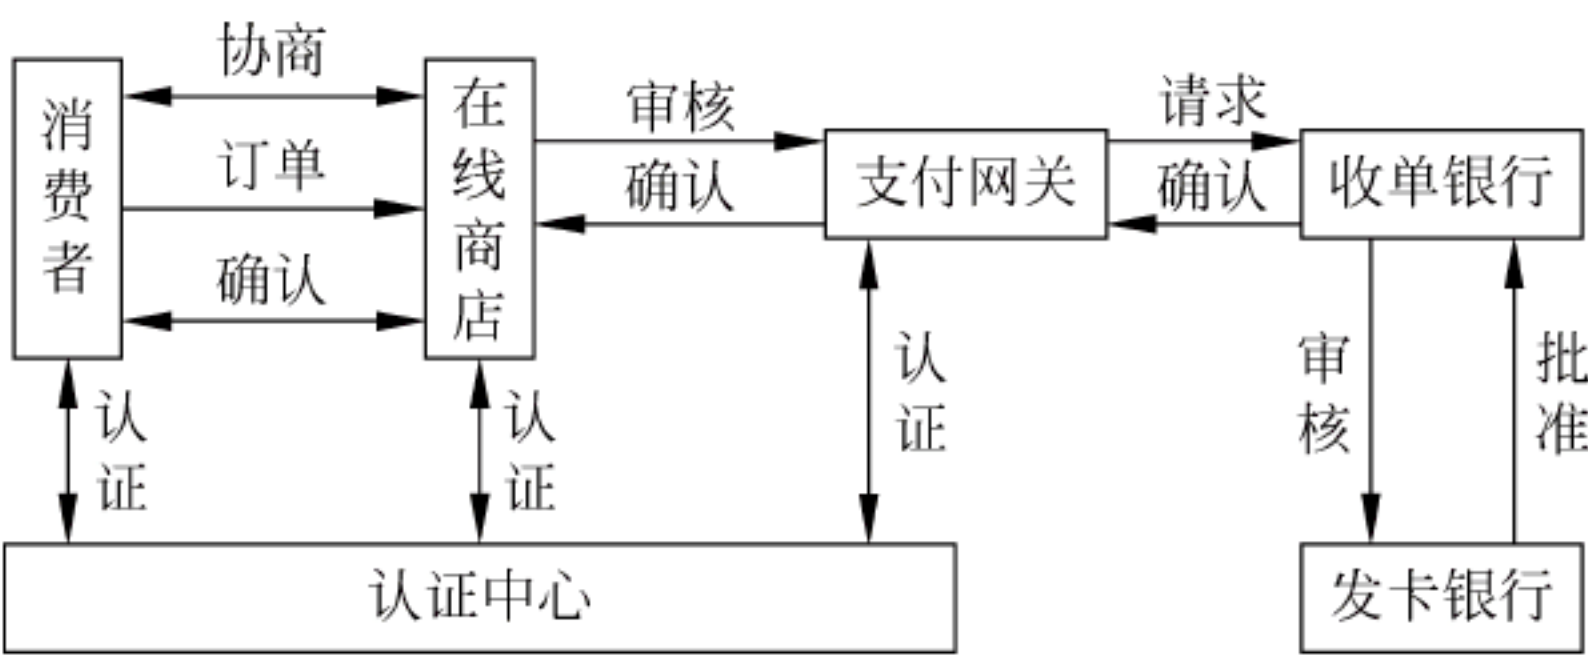 协商
消费者
在线商店
订单
确认
审核
确认
支付网关
请求
确认
收单银行
认证
认证
认证
审核
批准
认证中心
发卡银行